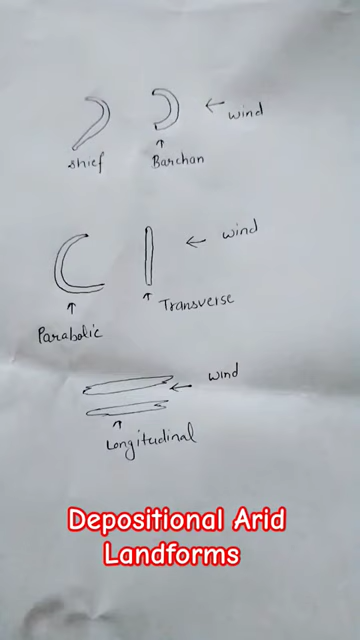 wind
shief
Barchan
wind
Transverse
Parabolic
wind
Longitudinal
Depositional Arid
Landforms